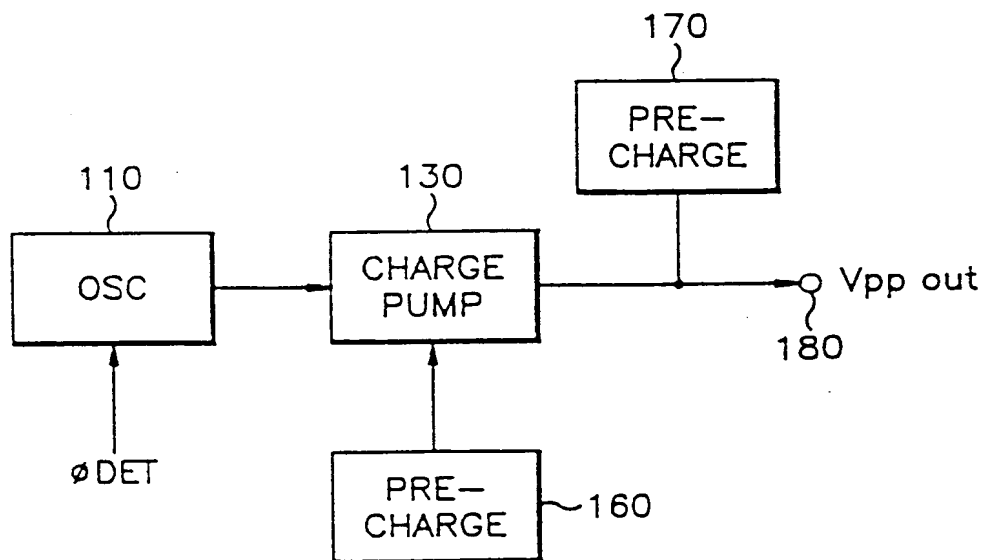 170
PRE-
CHARGE
110
130
OSC
CHARGE
PUMP
Vpp out
180
øDET
PRE-
CHARGE
160